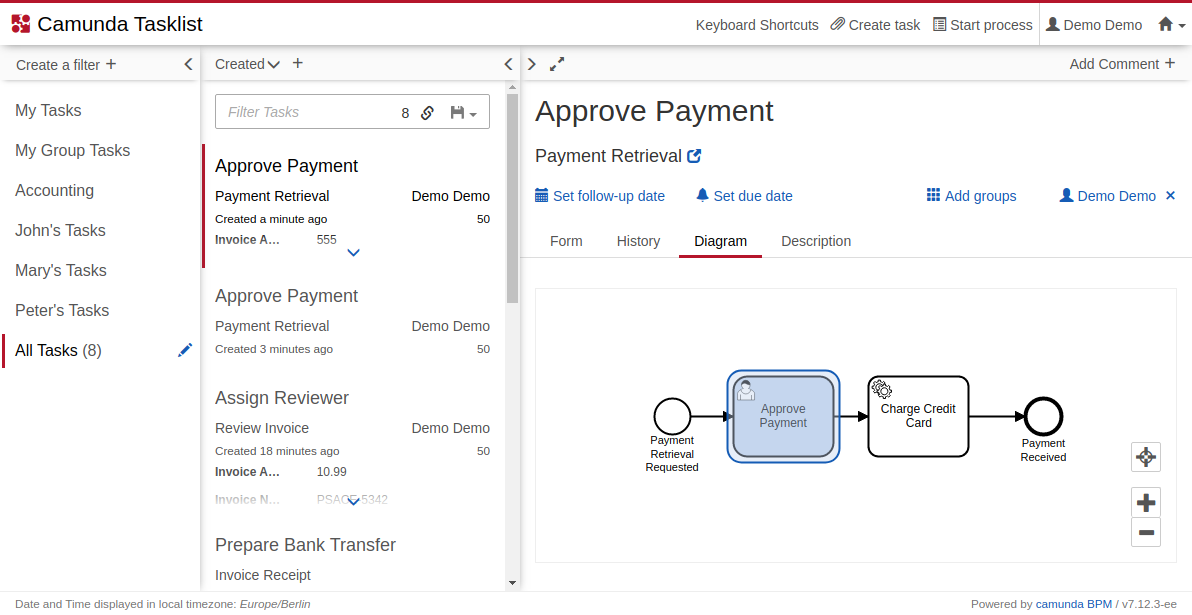 Camunda Tasklist
Keyboard Shortcuts Create task Start process Demo Demo
Create a filter +
My Tasks
My Group Tasks
Accounting
John's Tasks
Mary's Tasks
Peter's Tasks
All Tasks (8)
Created +
Filter Tasks 8
Approve Payment
Payment Retrieval Demo Demo
Created a minute ago 50
Invoice A... 555
Approve Payment
Payment Retrieval Demo Demo
Created 3 minutes ago 50
Assign Reviewer
Review Invoice Demo Demo
Created 18 minutes ago 50
Invoice A... 10.99
Invoice N... PSACE-5342
Prepare Bank Transfer
Invoice Receipt
Add Comment +
Approve Payment
Payment Retrieval
Set follow-up date Set due date Add groups Demo Demo ×
Form History Diagram Description
Payment
Retrieval
Requested
Approve
Payment
Charge Credit
Card
Payment
Received
Date and Time displayed in local timezone: Europe/Berlin
Powered by camunda BPM / v7.12.3-ee